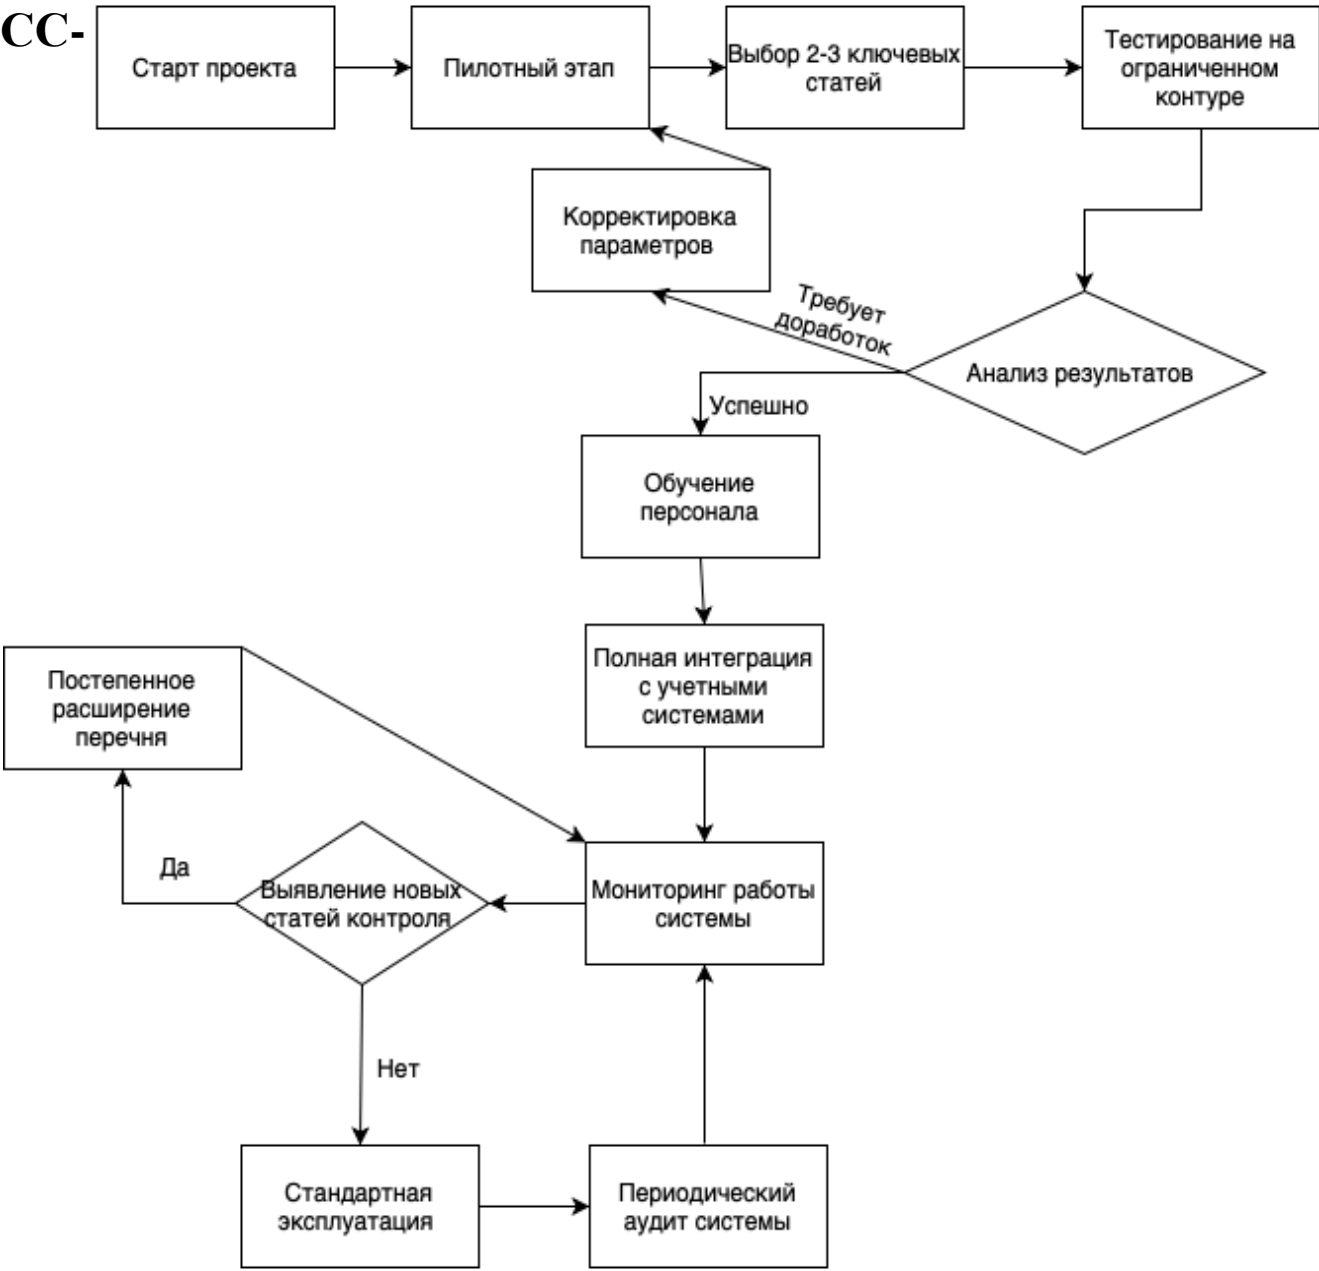 СС-
Старт проекта
Пилотный этап
Выбор 2-3 ключевых
статей
Тестирование на
ограниченном
контуре
Корректировка
параметров
Требует
доработок
Анализ результатов
Успешно
Обучение
персонала
Полная интеграция
с учетными
системами
Постепенное
расширение
перечня
Да
Выявление новых
статей контроля
Мониторинг работы
системы
Нет
Стандартная
эксплуатация
Периодический
аудит системы